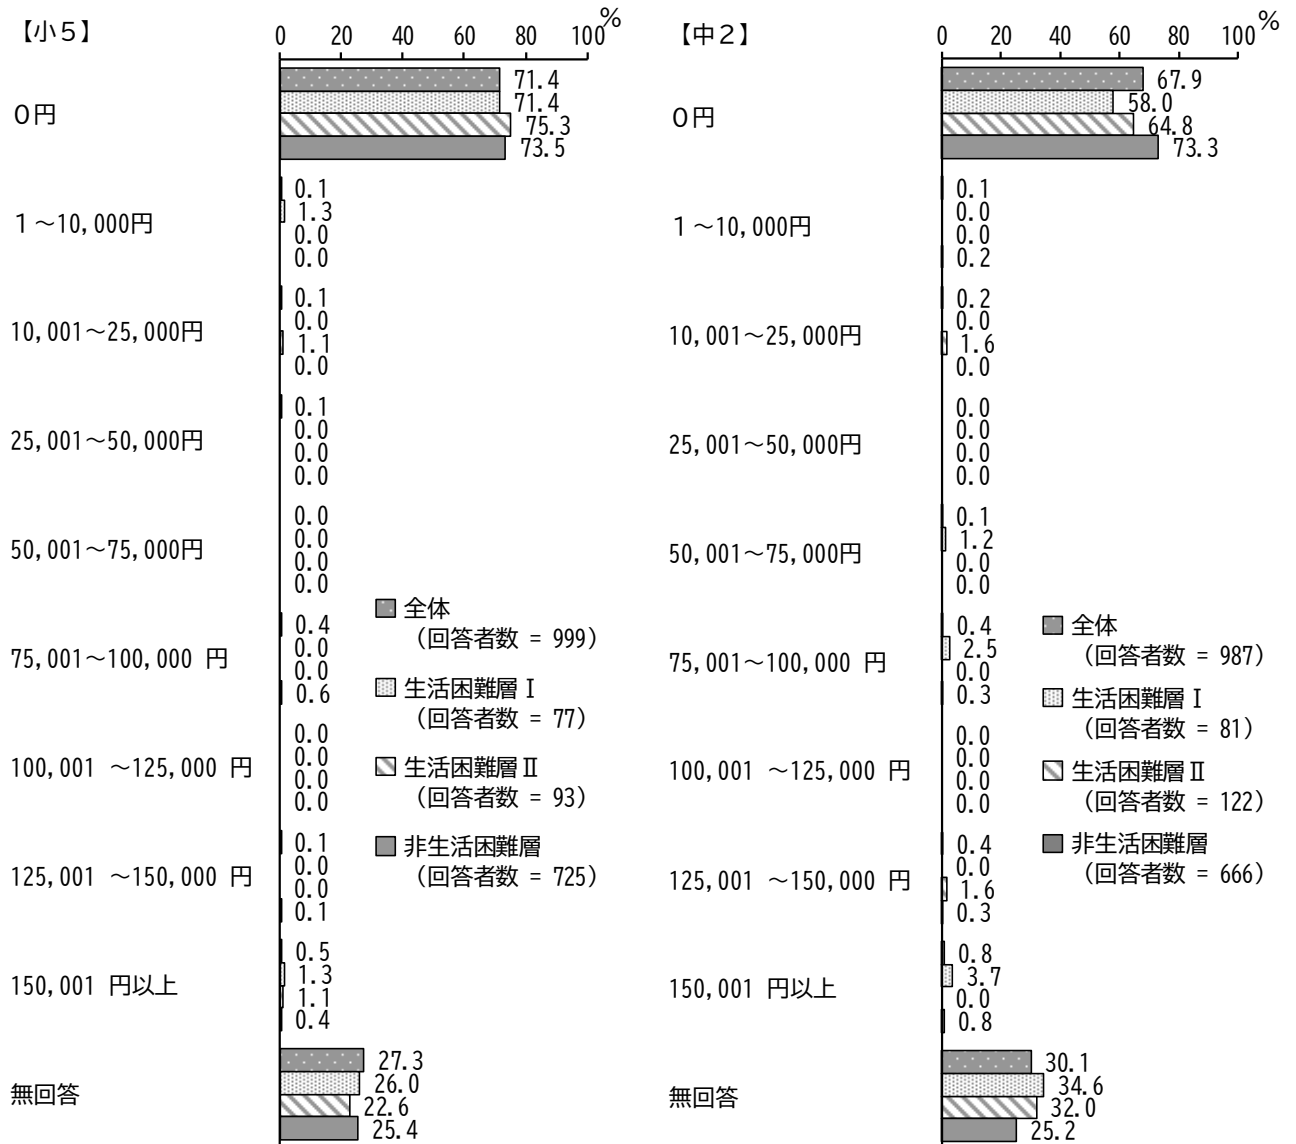 【小５】
0 20 40 60 80 100 %
０円
71.4
71.4
75.3
73.5
１～10,000円
0.1
1.3
0.0
0.0
10,001～25,000円
0.1
0.0
1.1
0.0
25,001～50,000円
0.1
0.0
0.0
0.0
50,001～75,000円
0.0
0.0
0.0
0.0
75,001～100,000 円
0.4
0.0
0.0
0.6
100,001 ～125,000 円
0.0
0.0
0.0
0.0
125,001 ～150,000 円
0.1
0.0
0.0
0.1
150,001 円以上
0.5
1.3
1.1
0.4
無回答
27.3
26.0
22.6
25.4
全体
（回答者数 = 999）
生活困難層Ⅰ
（回答者数 = 77）
生活困難層Ⅱ
（回答者数 = 93）
非生活困難層
（回答者数 = 725）
【中２】
0 20 40 60 80 100 %
０円
67.9
58.0
64.8
73.3
１～10,000円
0.1
0.0
0.0
0.2
10,001～25,000円
0.2
0.0
1.6
0.0
25,001～50,000円
0.0
0.0
0.0
0.0
50,001～75,000円
0.1
1.2
0.0
0.0
75,001～100,000 円
0.4
2.5
0.0
0.3
100,001 ～125,000 円
0.0
0.0
0.0
0.0
125,001 ～150,000 円
0.4
0.0
1.6
0.3
150,001 円以上
0.8
3.7
0.0
0.8
無回答
30.1
34.6
32.0
25.2
全体
（回答者数 = 987）
生活困難層Ⅰ
（回答者数 = 81）
生活困難層Ⅱ
（回答者数 = 122）
非生活困難層
（回答者数 = 666）